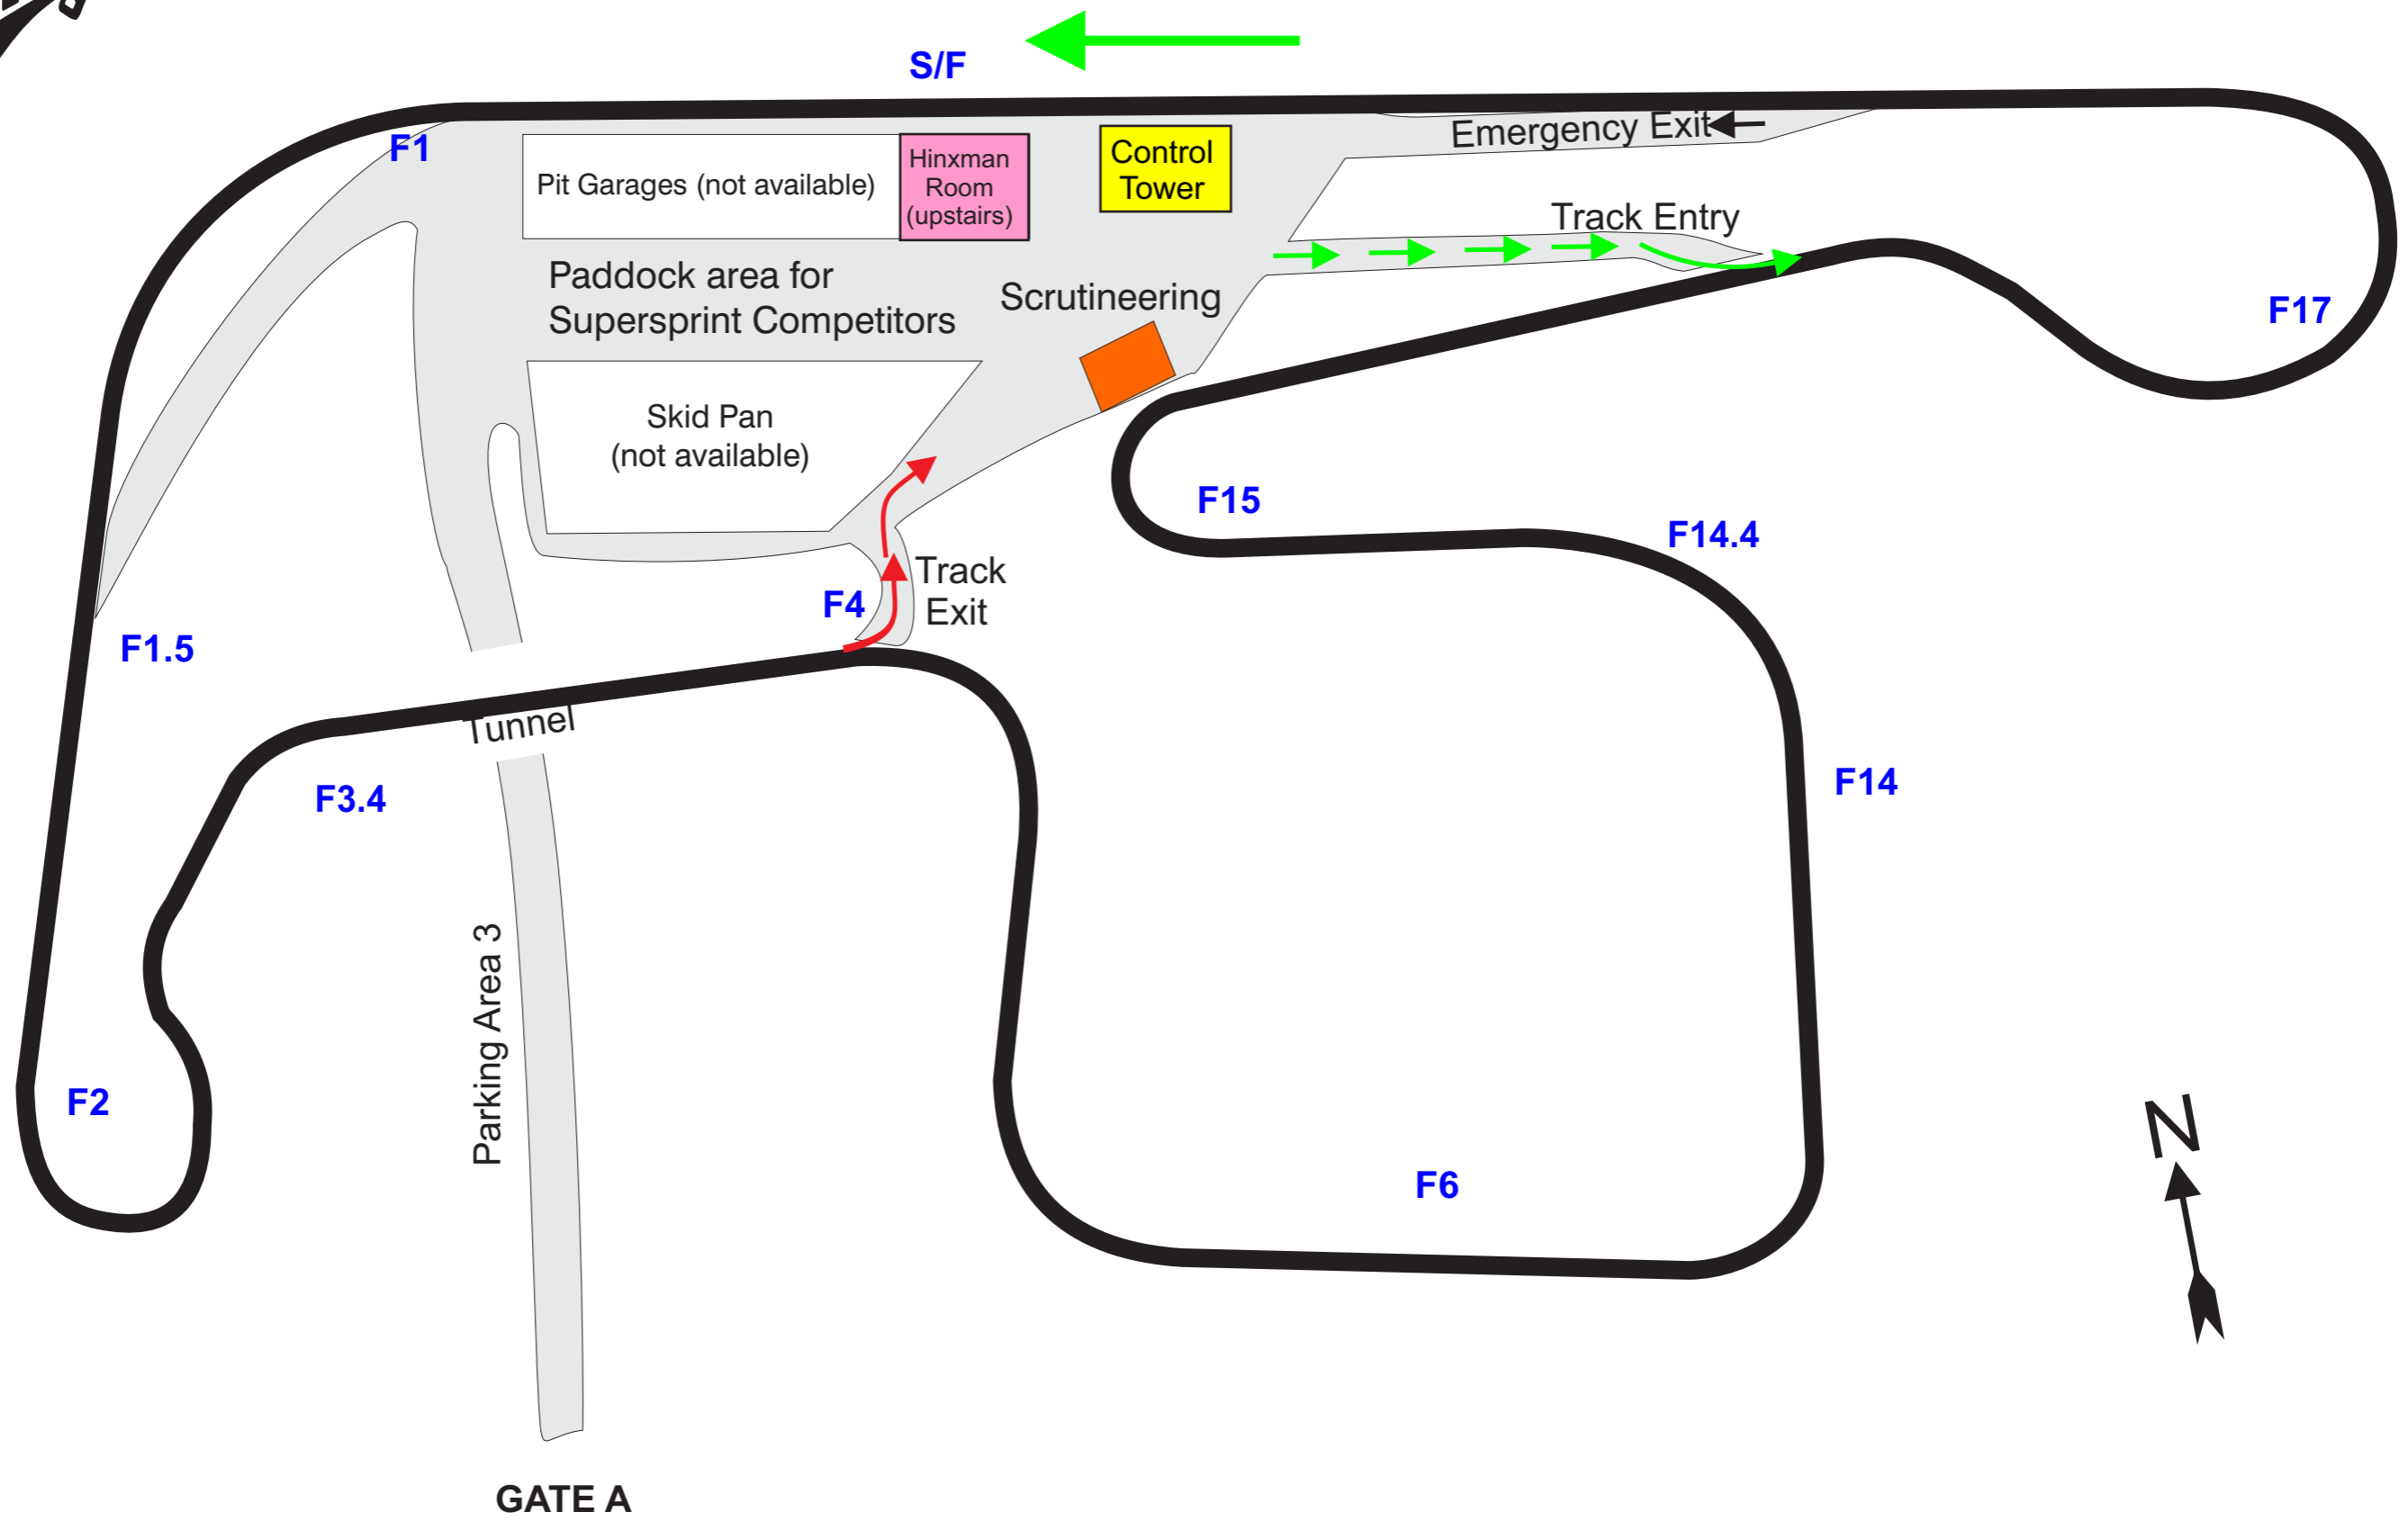 S/F
F1
Pit Garages (not available)
Hinxman
Room
(upstairs)
Control
Tower
Emergency Exit
Track Entry
Paddock area for
Supersprint Competitors
Scrutineering
F17
Skid Pan
(not available)
F15
F14.4
Track
Exit
F4
F1.5
Tunnel
F3.4
F14
Parking Area 3
F2
F6
N
GATE A